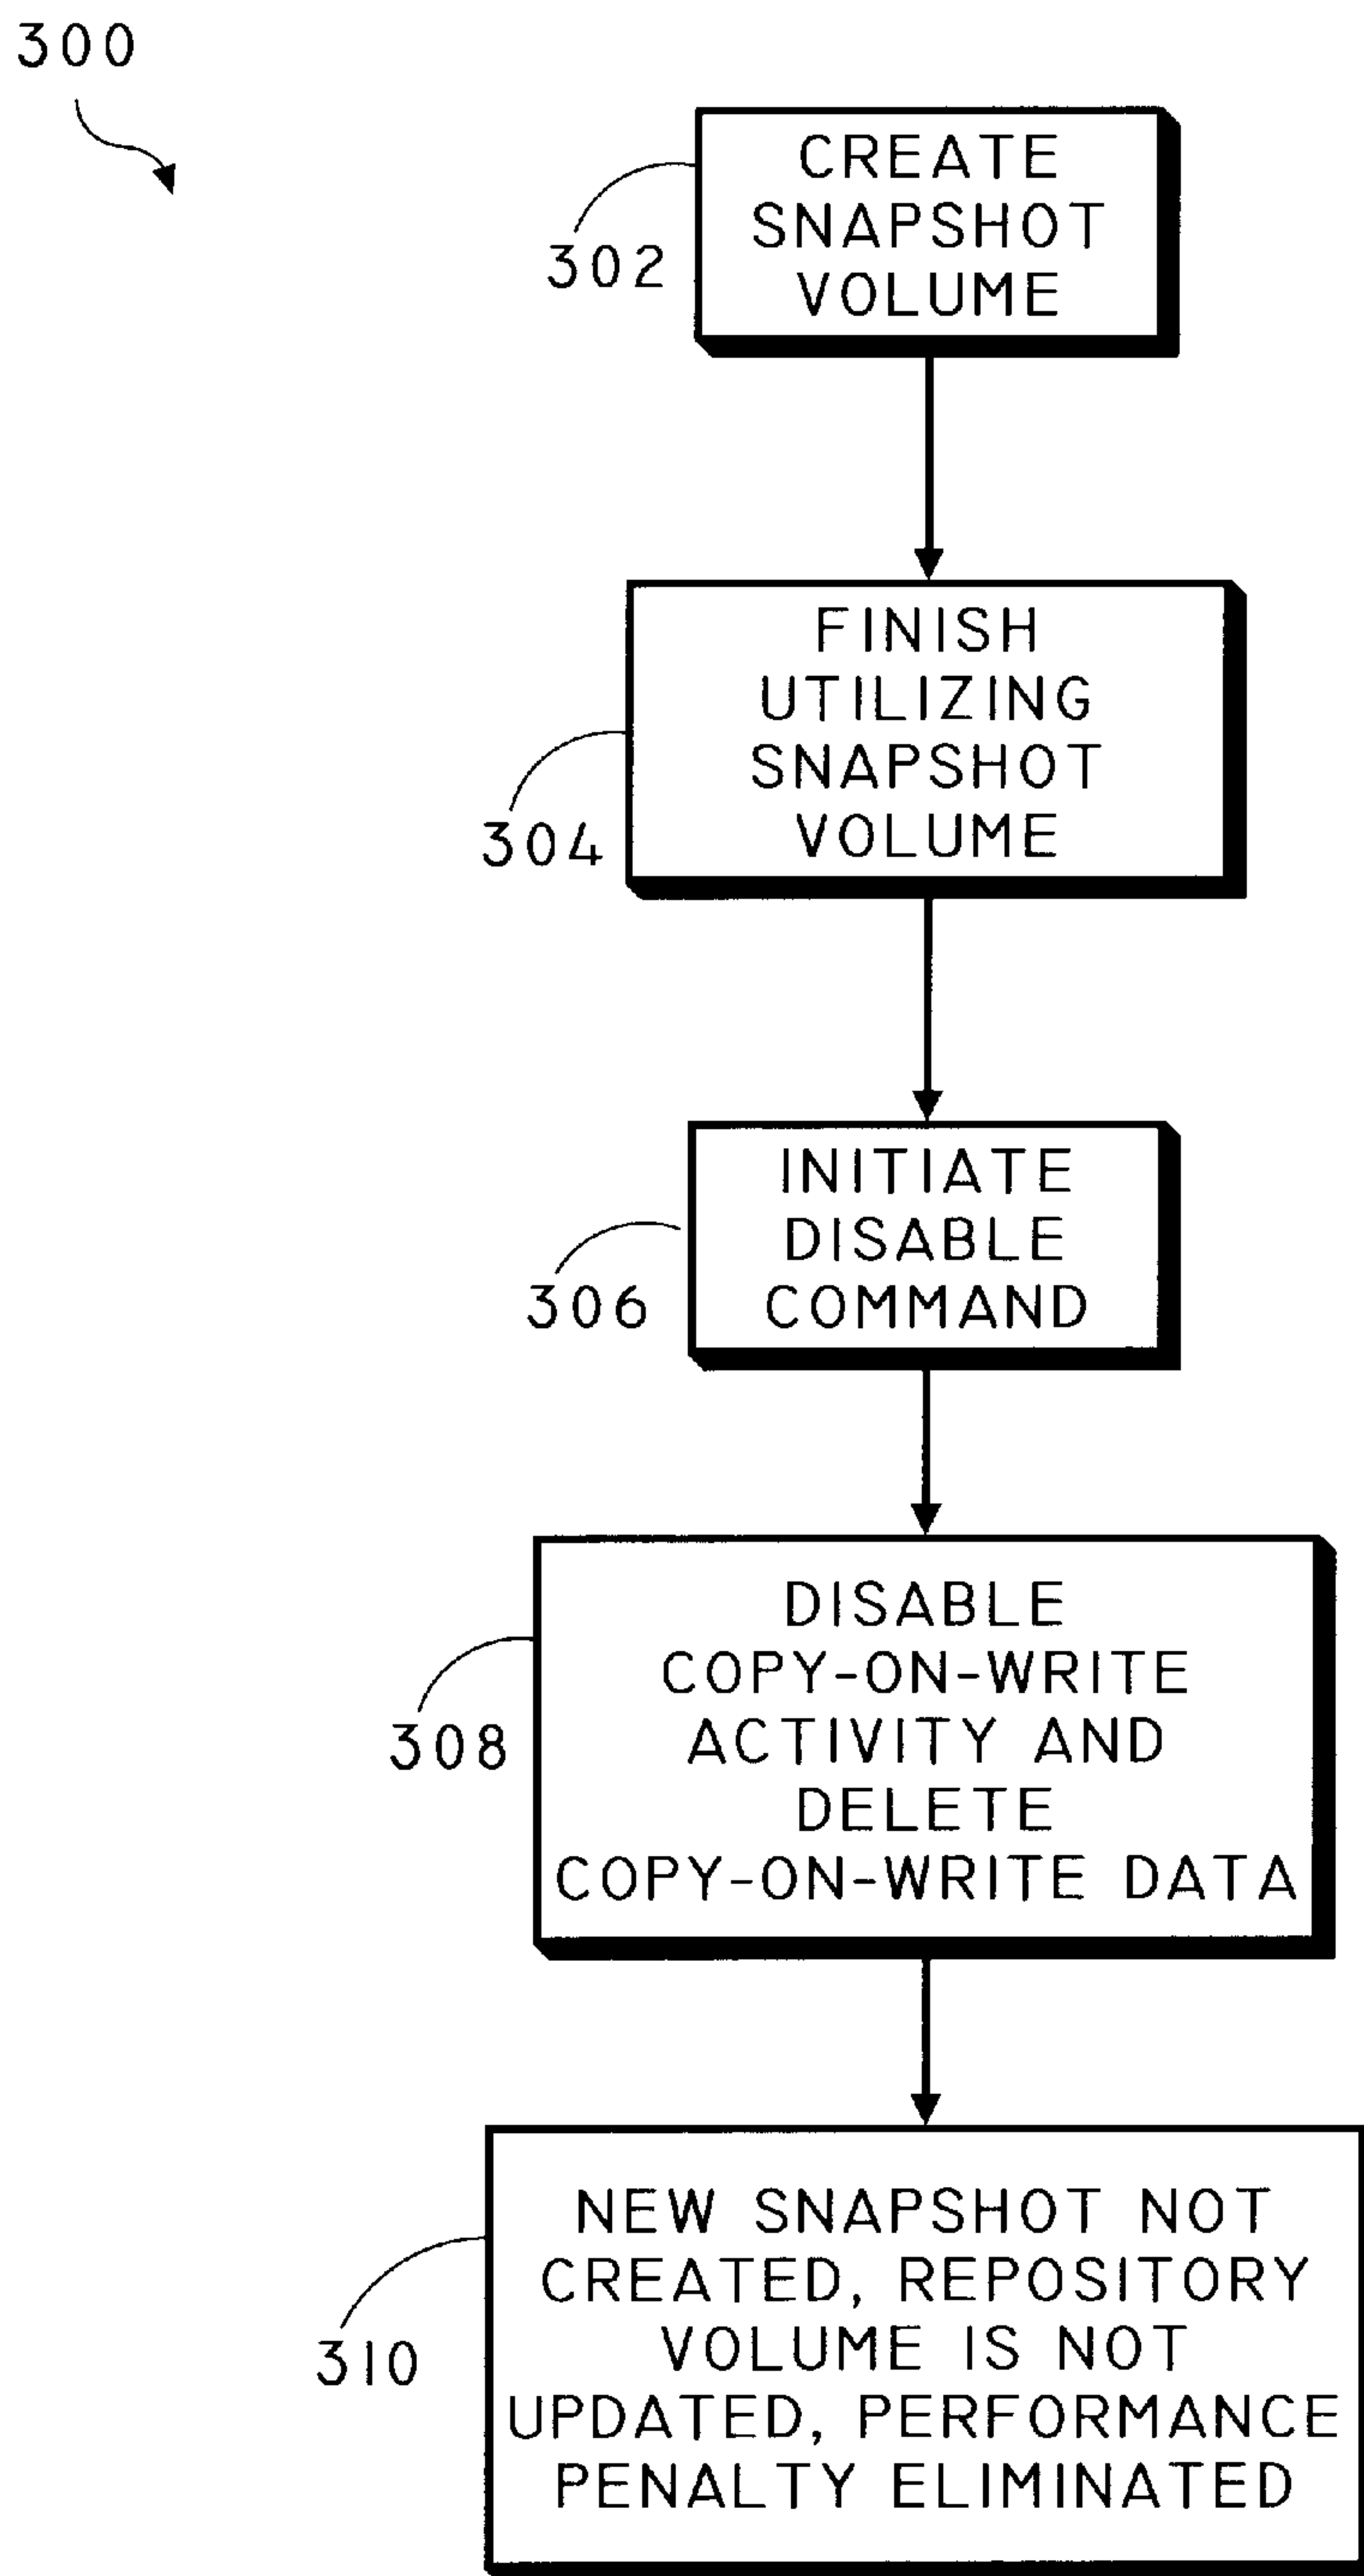 300
CREATE
SNAPSHOT
VOLUME
302
FINISH
UTILIZING
SNAPSHOT
VOLUME
304
INITIATE
DISABLE
COMMAND
306
DISABLE
COPY-ON-WRITE
ACTIVITY AND
DELETE
COPY-ON-WRITE DATA
308
NEW SNAPSHOT NOT
CREATED, REPOSITORY
VOLUME IS NOT
UPDATED, PERFORMANCE
PENALTY ELIMINATED
310